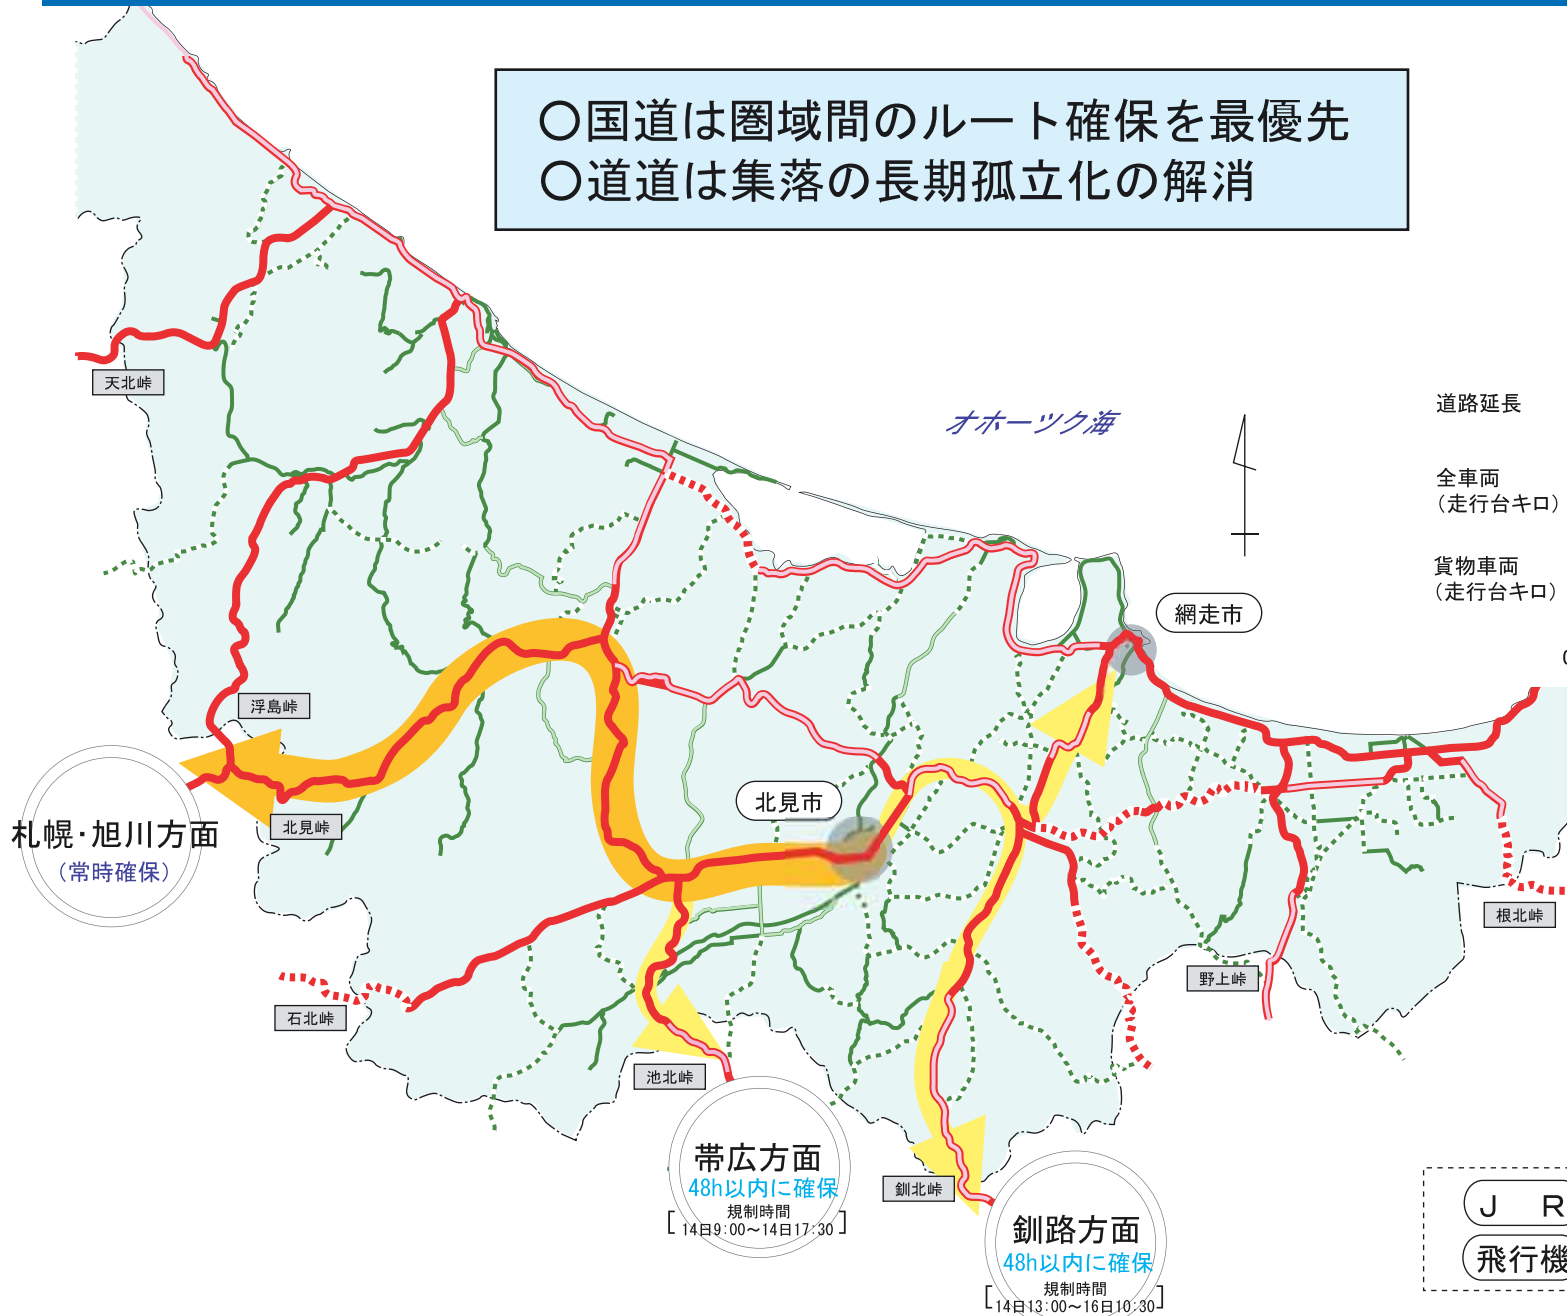 ○国道は圏域間のルート確保を最優先
○道道は集落の長期孤立化の解消
天北峠
オホーツク海
道路延長
全車両
(走行台キロ)
貨物車両
(走行台キロ)
0
網走市
浮島峠
北見市
北見峠
札幌・旭川方面
(常時確保)
根北峠
野上峠
石北峠
池北峠
帯広方面
48h以内に確保
規制時間
[14日9:00～14日17:30]
釧北峠
釧路方面
48h以内に確保
規制時間
[14日13:00～16日10:30]
J R
飛行機